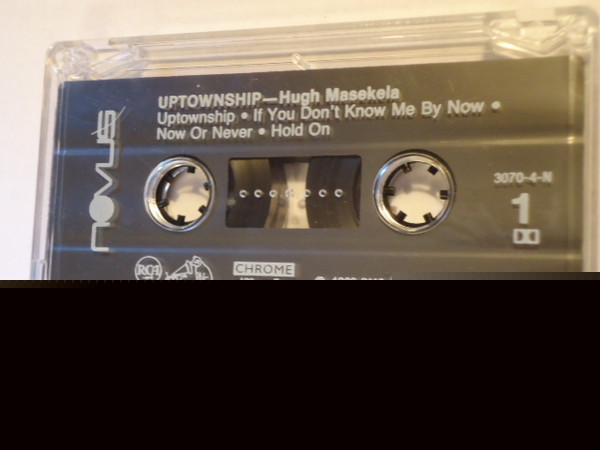 UPTOWNSHIP—Hugh Masekela
Uptownship • If You Don't Know Me By Now •
Now Or Never • Hold On
NOVUS
3070-4-N
1
RCA
CHROME